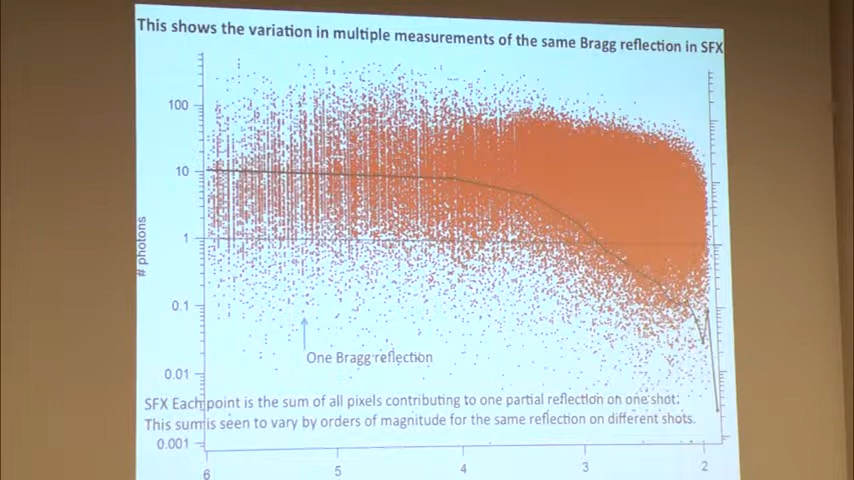 This shows the variation in multiple measurements of the same Bragg reflection in SFX
100
10
1
0.1
0.01
0.001
# photons
One Bragg reflection
SFX Each point is the sum of all pixels contributing to one partial reflection on one shot:
This sum is seen to vary by orders of magnitude for the same reflection on different shots.
6 5 4 3 2